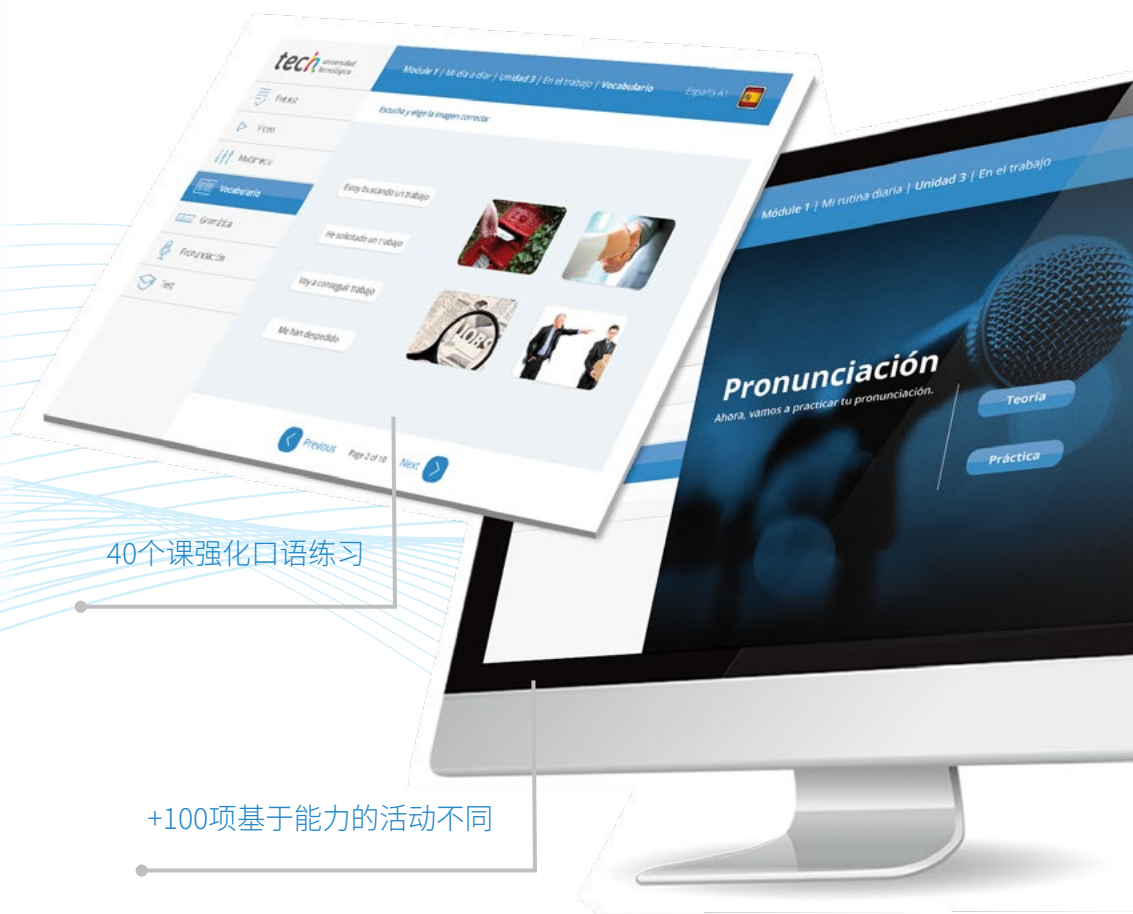 tech universidad
tecnológica
Module 1 | Mi día a diar | Unidad 3 | En el trabajo | Vocabulario
España A1
Escucha y elige la imagen correcta:
Vocabulario
Gramática
Pronunciación
Test
Estoy buscando un trabajo
He solicitado un trabajo
Voy a conseguir trabajo
Me han despedido
JOBS
Previous
Page 2 of 10
Next
Módule 1 | Mi rutina diaria | Unidad 3 | En el trabajo
Pronunciación
Ahora, vamos a practicar tu pronunciación.
Teoría
Práctica
40个课强化口语练习
+100项基于能力的活动不同